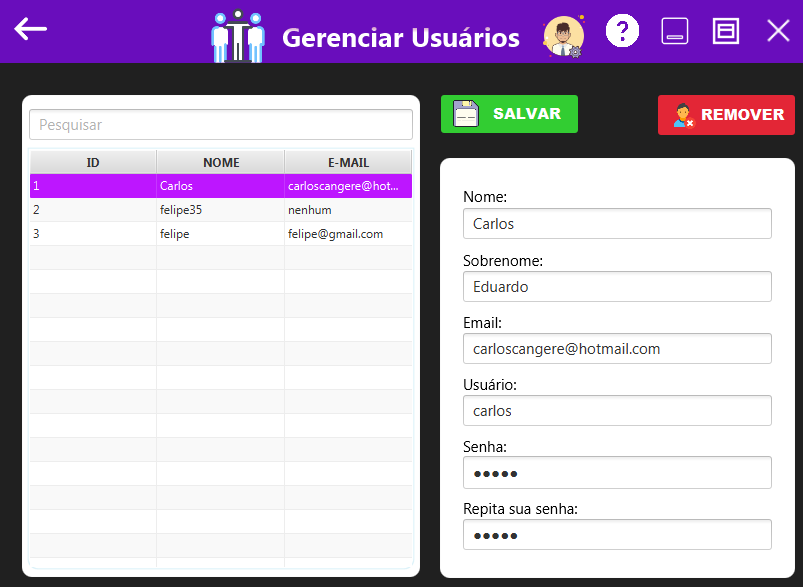 Gerenciar Usuários
?
Pesquisar
ID NOME E-MAIL
1 Carlos carloscangere@hot...
2 felipe35 nenhum
3 felipe felipe@gmail.com
SALVAR
REMOVER
Nome:
Carlos
Sobrenome:
Eduardo
Email:
carloscangere@hotmail.com
Usuário:
carlos
Senha:
●●●●●
Repita sua senha:
●●●●●